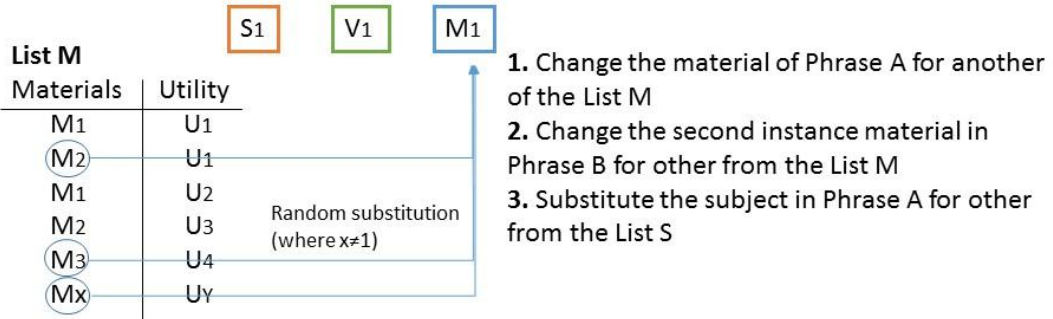 S1 V1 M1
List M
Materials Utility
M1 U1
M2 U1
M1 U2
M2 U3
M3 U4
Mx UY
Random substitution
(where x≠1)
1. Change the material of Phrase A for another
of the List M
2. Change the second instance material in
Phrase B for other from the List M
3. Substitute the subject in Phrase A for other
from the List S